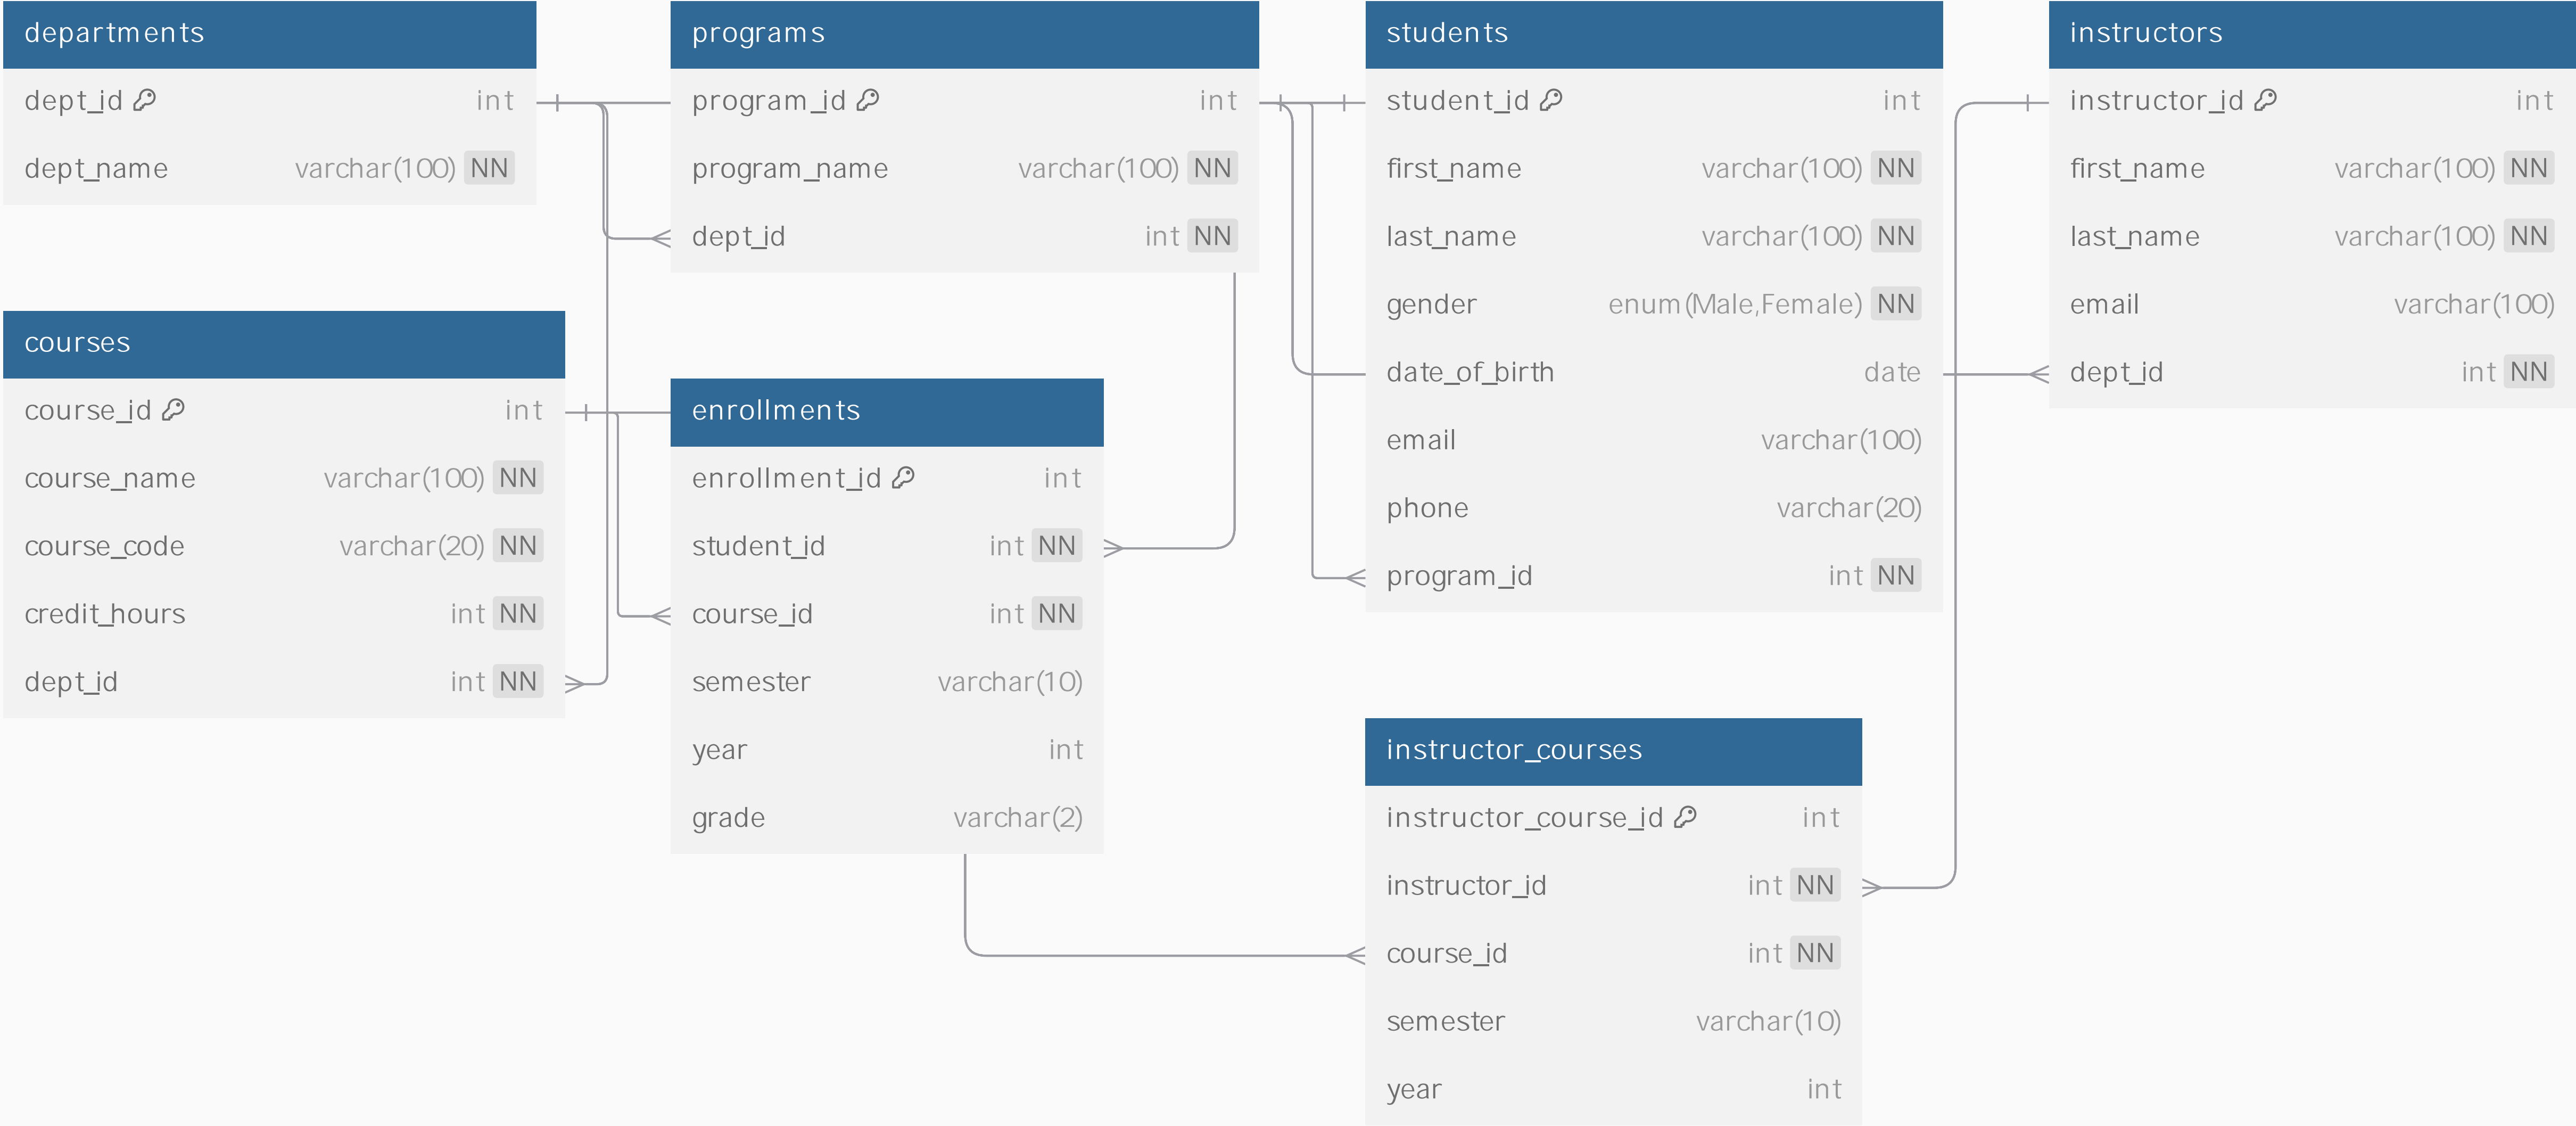 departments
dept_id int
dept_name varchar(100) NN
programs
program_id int
program_name varchar(100) NN
dept_id int NN
students
student_id int
first_name varchar(100) NN
last_name varchar(100) NN
gender enum(Male,Female) NN
date_of_birth date
email varchar(100)
phone varchar(20)
program_id int NN
instructors
instructor_id int
first_name varchar(100) NN
last_name varchar(100) NN
email varchar(100)
dept_id int NN
courses
course_id int
course_name varchar(100) NN
course_code varchar(20) NN
credit_hours int NN
dept_id int NN
enrollments
enrollment_id int
student_id int NN
course_id int NN
semester varchar(10)
year int
grade varchar(2)
instructor_courses
instructor_course_id int
instructor_id int NN
course_id int NN
semester varchar(10)
year int